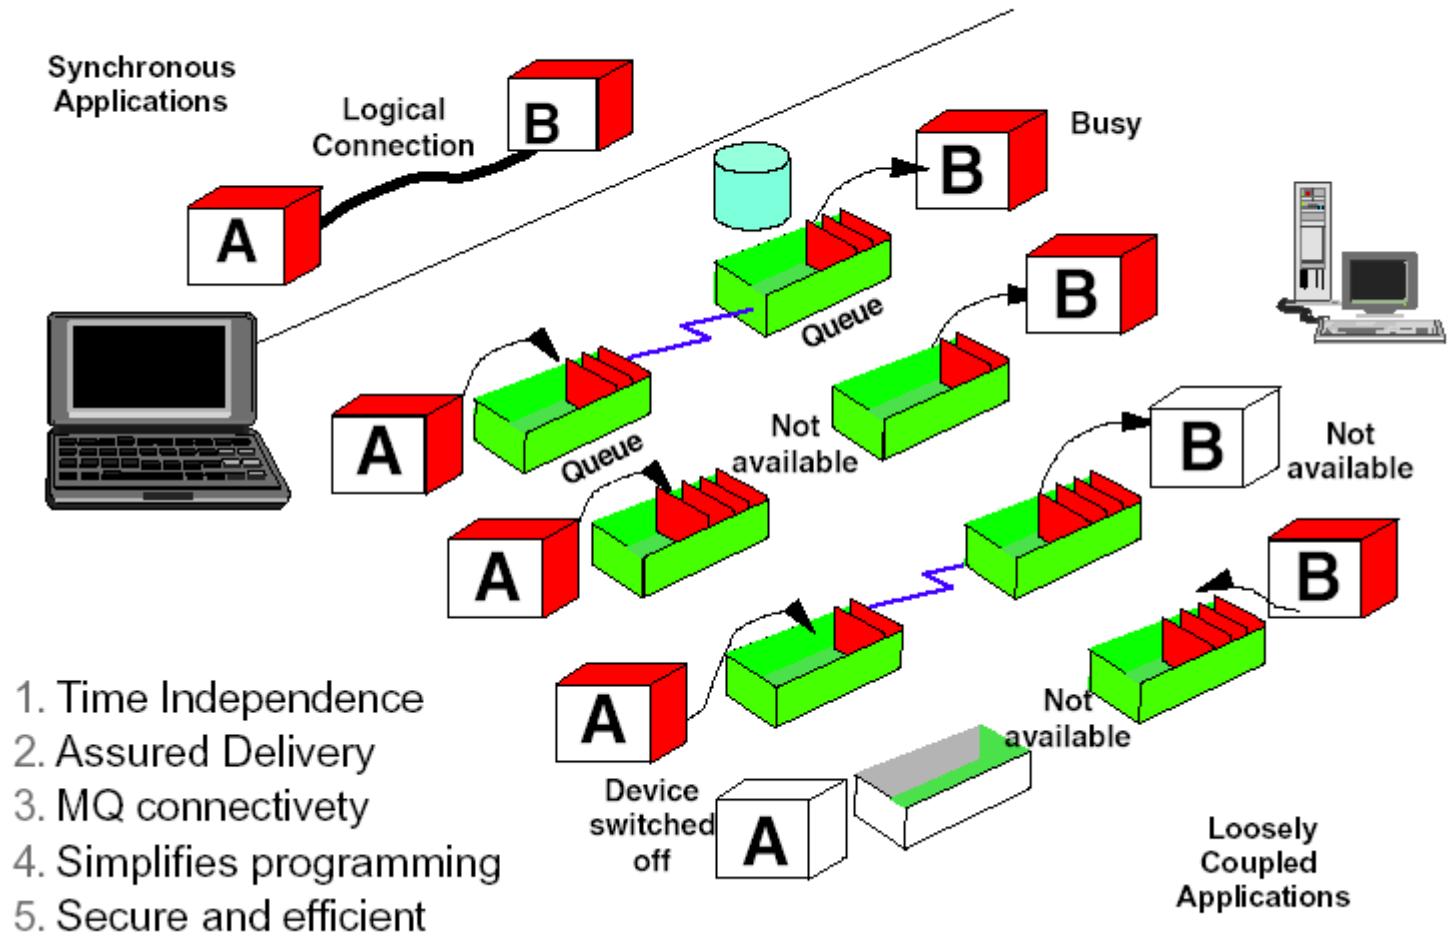 Synchronous
Applications
Logical
Connection
B
A
B
Busy
Queue
B
A
Queue
Not
available
B
Not
available
A
B
A
Not
available
Device
switched
off
A
Loosely
Coupled
Applications
1. Time Independence
2. Assured Delivery
3. MQ connectivety
4. Simplifies programming
5. Secure and efficient